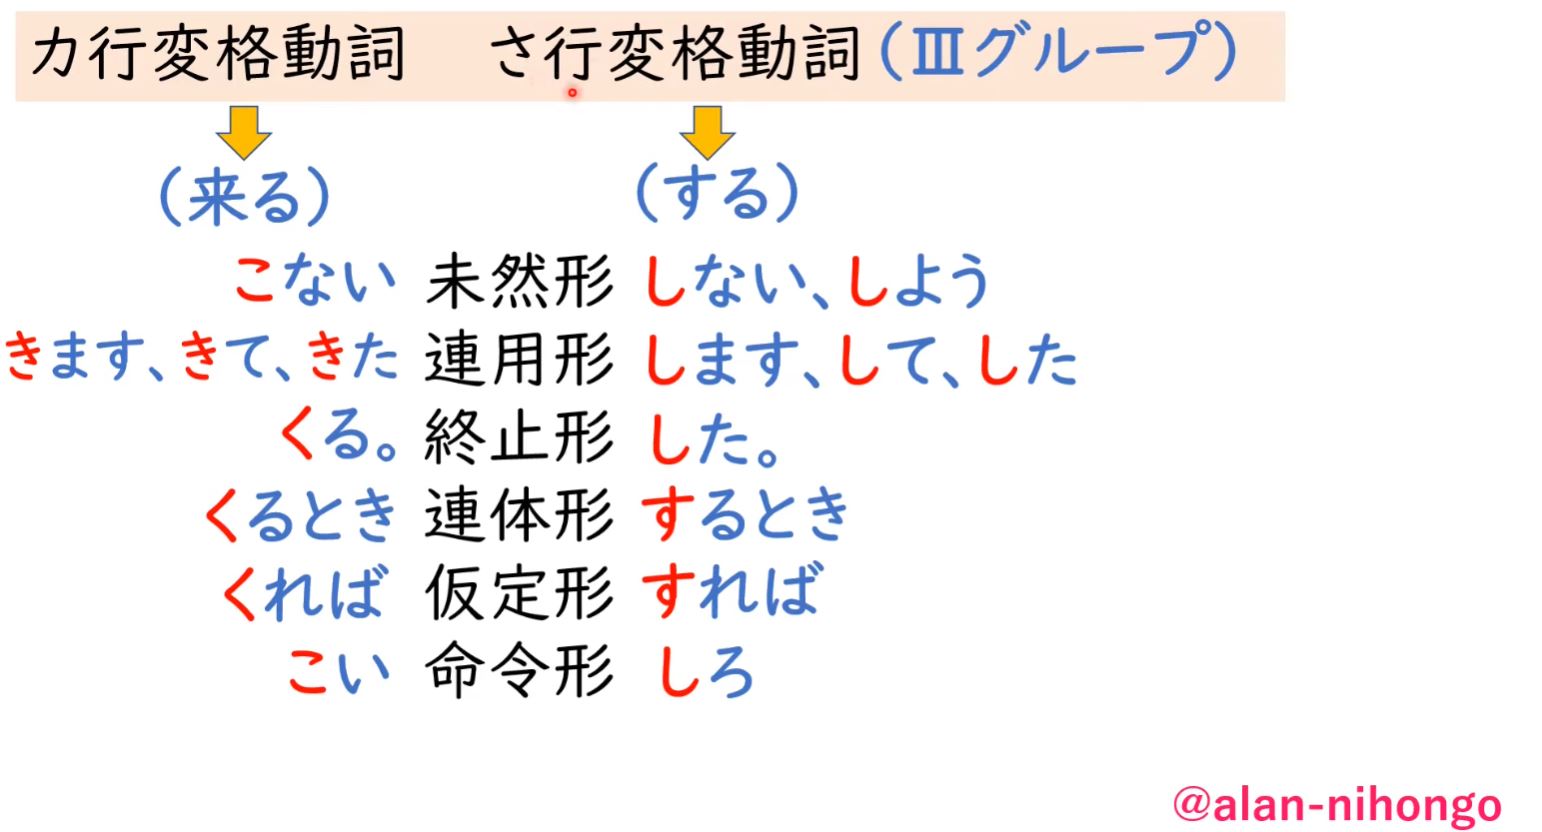 カ行変格動詞 さ行変格動詞(Ⅲグループ)
(来る) (する)
こない 未然形 しない、しよう
きます、きて、きた 連用形 します、して、した
くる。 終止形 した。
くるとき 連体形 するとき
くれば 仮定形 すれば
こい 命令形 しろ
@alan-nihongo